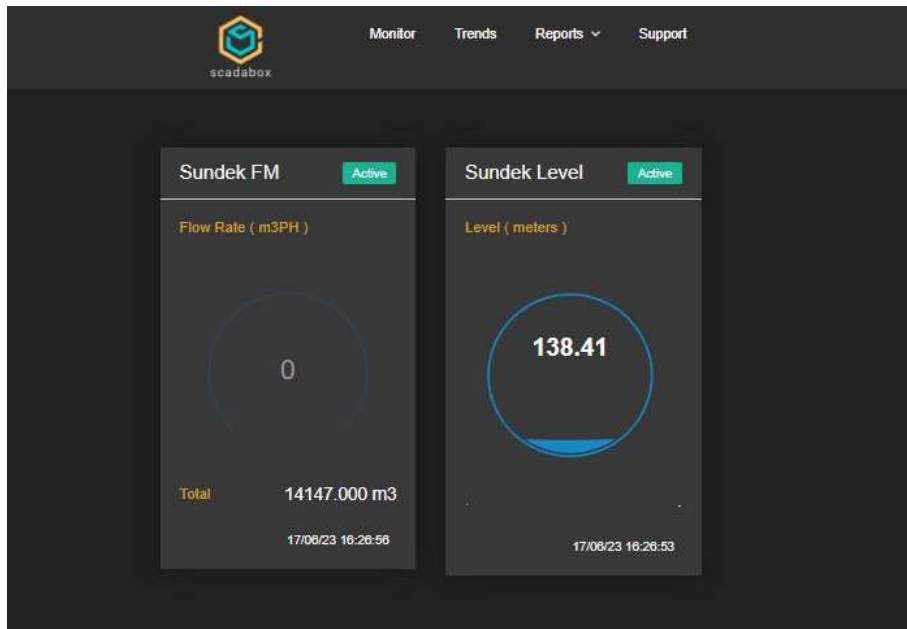 Monitor Trends Reports Support
scadabox
Sundek FM Active
Flow Rate ( m3PH )
0
Total 14147.000 m3
17/06/23 16:26:56
Sundek Level Active
Level ( meters )
138.41
17/06/23 16:26:53